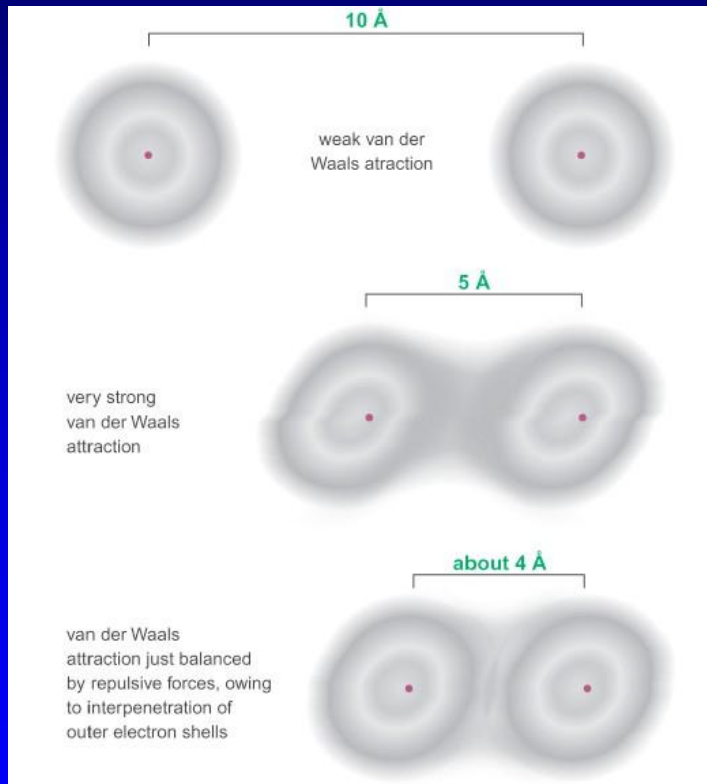 10 Å
weak van der
Waals atraction
5 Å
very strong
van der Waals
attraction
about 4 Å
van der Waals
attraction just balanced
by repulsive forces, owing
to interpenetration of
outer electron shells